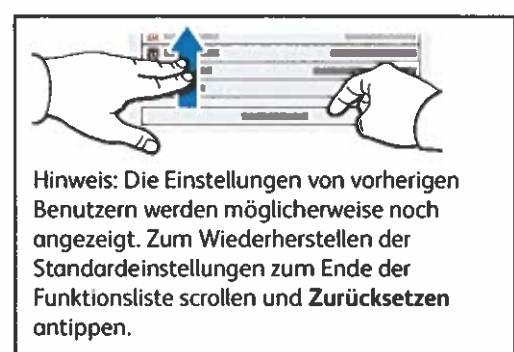 Hinweis: Die Einstellungen von vorherigen
Benutzern werden möglicherweise noch
angezeigt. Zum Wiederherstellen der
Standardeinstellungen zum Ende der
Funktionsliste scrollen und Zurücksetzen
antippen.